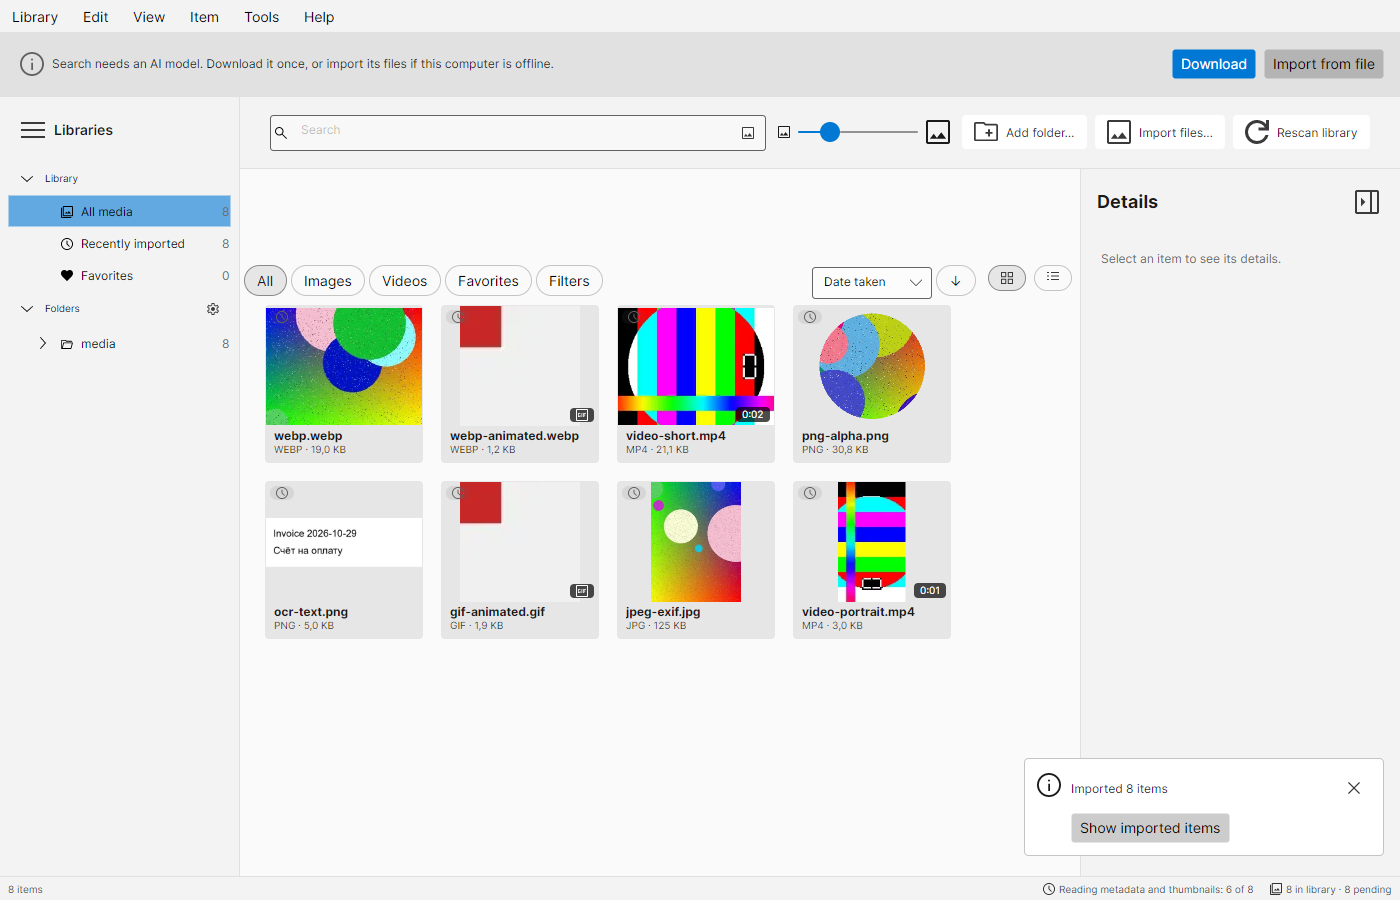 Library Edit View Item Tools Help
Search needs an AI model. Download it once, or import its files if this computer is offline.
Download
Import from file
Libraries
Search
Add folder...
Import files...
Rescan library
Library
All media 8
Recently imported 8
Favorites 0
Folders
media 8
All Images Videos Favorites Filters
Date taken
webp.webp
WEBP · 19,0 KB
GIF
webp-animated.webp
WEBP · 1,2 KB
0:02
video-short.mp4
MP4 · 21,1 KB
png-alpha.png
PNG · 30,8 KB
Invoice 2026-10-29
Счёт на оплату
ocr-text.png
PNG · 5,0 KB
GIF
gif-animated.gif
GIF · 1,9 KB
jpeg-exif.jpg
JPG · 125 KB
0:01
video-portrait.mp4
MP4 · 3,0 KB
Details
Select an item to see its details.
Imported 8 items
Show imported items
8 items
Reading metadata and thumbnails: 6 of 8
8 in library · 8 pending